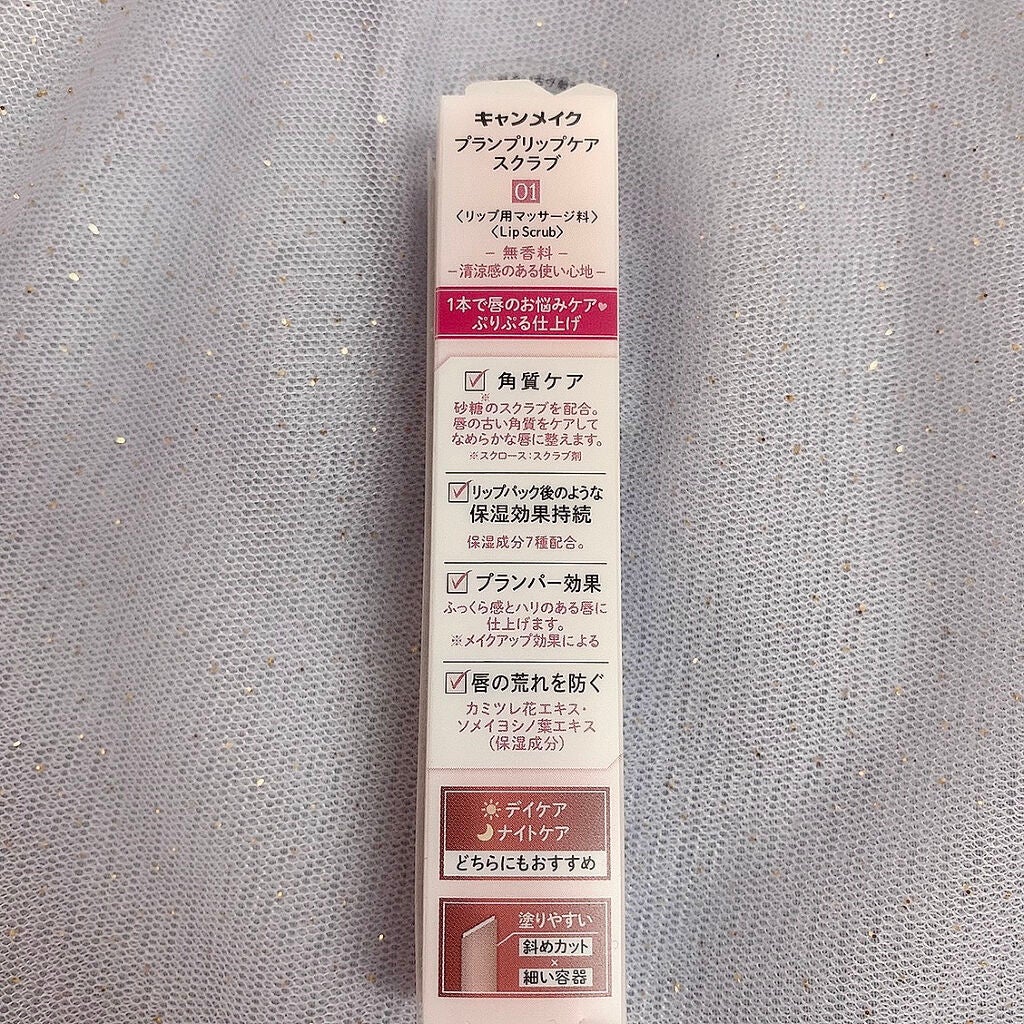 キャンメイク
プランプリップケア
スクラブ
01
〈リップ用マッサージ料〉
〈Lip Scrub〉
－ 無香料 －
－清涼感のある使い心地－
1本で唇のお悩みケア♥
ぷりぷる仕上げ
角質ケア
砂糖※のスクラブを配合。
唇の古い角質をケアして
なめらかな唇に整えます。
※スクロース：スクラブ剤
リップパック後のような
保湿効果持続
保湿成分7種配合。
プランパー効果
ふっくら感とハリのある唇に
仕上げます。
※メイクアップ効果による
唇の荒れを防ぐ
カミツレ花エキス・
ソメイヨシノ葉エキス
（保湿成分）
デイケア
ナイトケア
どちらにもおすすめ
塗りやすい
斜めカット
×
細い容器